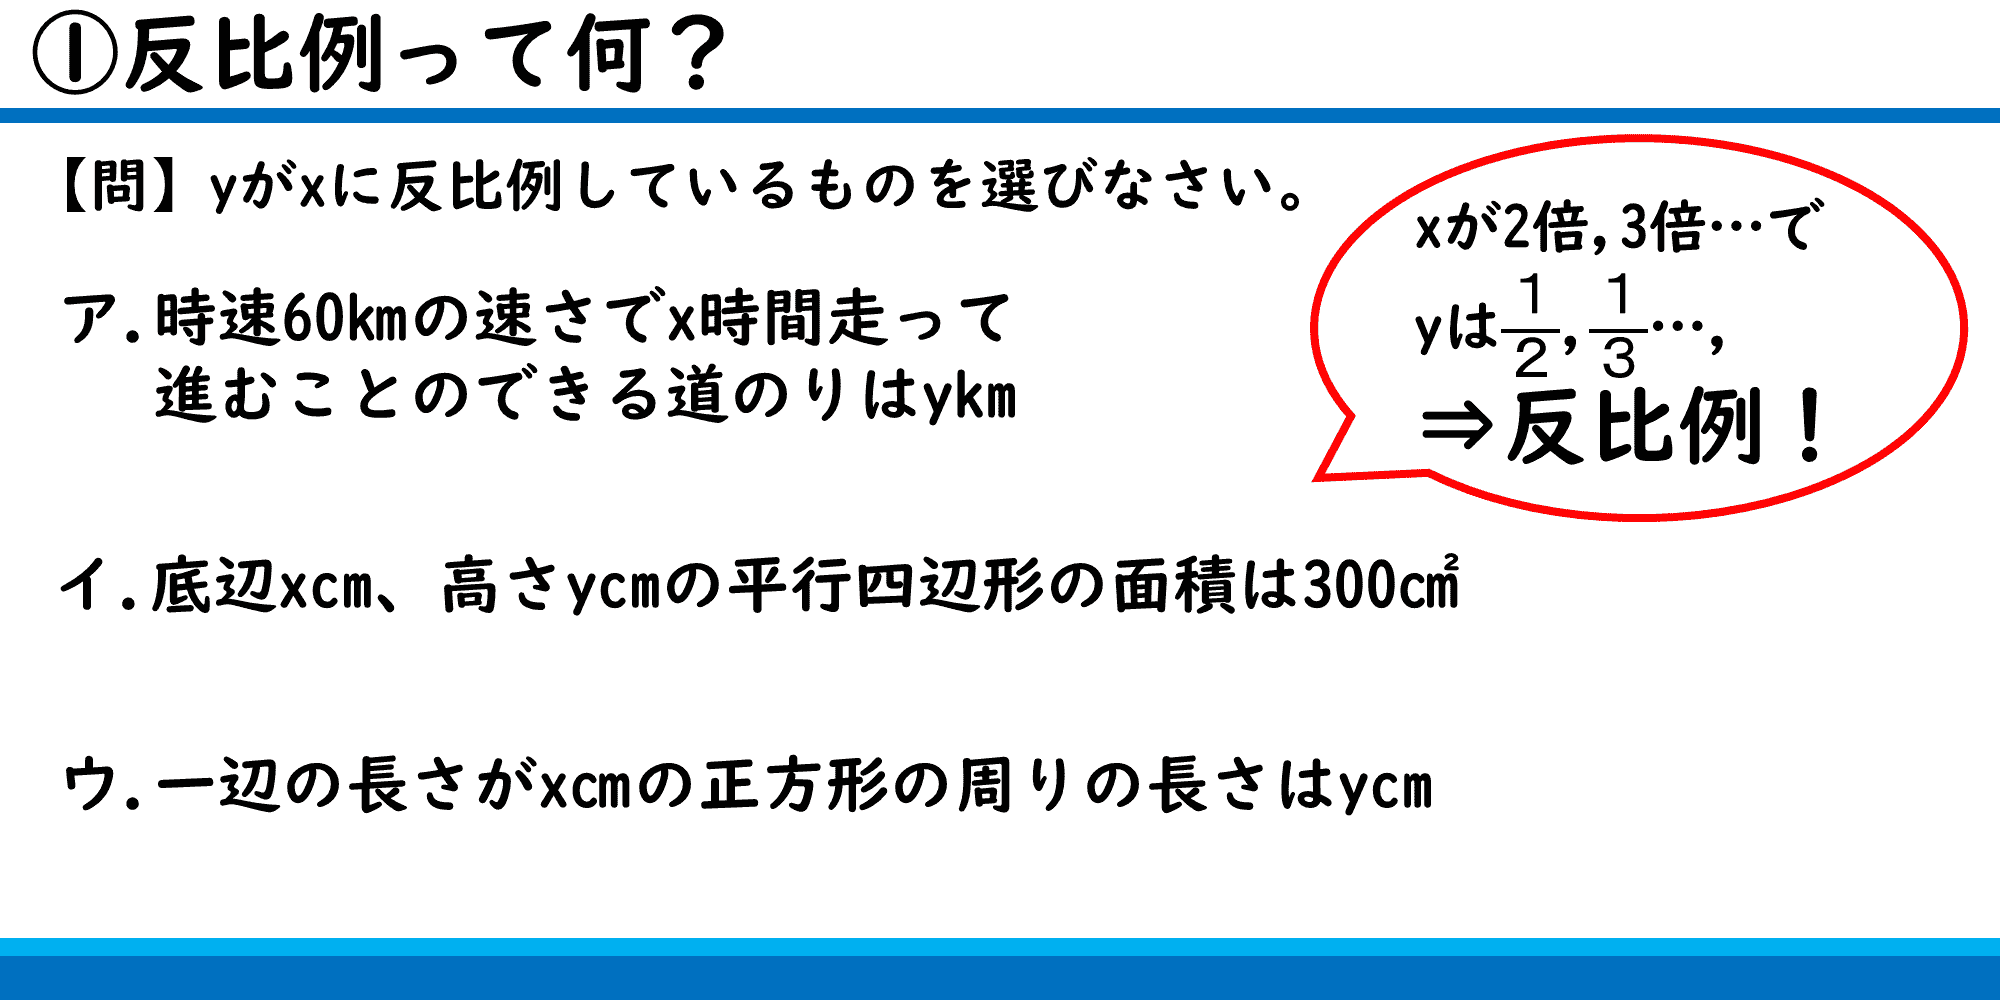 ①反比例って何？
【問】yがxに反比例しているものを選びなさい。
ア.時速60kmの速さでx時間走って
進むことのできる道のりはykm
イ.底辺xcm、高さycmの平行四辺形の面積は300cm²
ウ.一辺の長さがxcmの正方形の周りの長さはycm
xが2倍,3倍…で
yは1/2,1/3…,
⇒反比例！